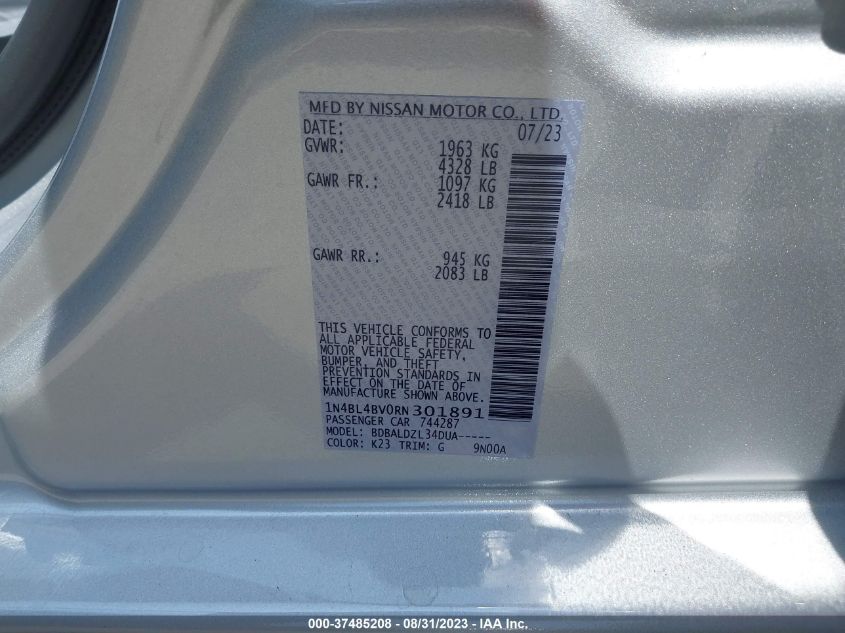 MFD BY NISSAN MOTOR CO., LTD.
DATE: 07/23
GVWR: 1963 KG
4328 LB
GAWR FR.: 1097 KG
2418 LB
GAWR RR.: 945 KG
2083 LB
THIS VEHICLE CONFORMS TO
ALL APPLICABLE FEDERAL
MOTOR VEHICLE SAFETY,
BUMPER, AND THEFT
PREVENTION STANDARDS IN
EFFECT ON THE DATE OF
MANUFACTURE SHOWN ABOVE.
1N4BL4BV0RN301891
PASSENGER CAR 744287
MODEL: BDBALDZL34DUA-----
COLOR: K23 TRIM: G 9N00A
000-37485208 - 08/31/2023 - © IAA Inc.